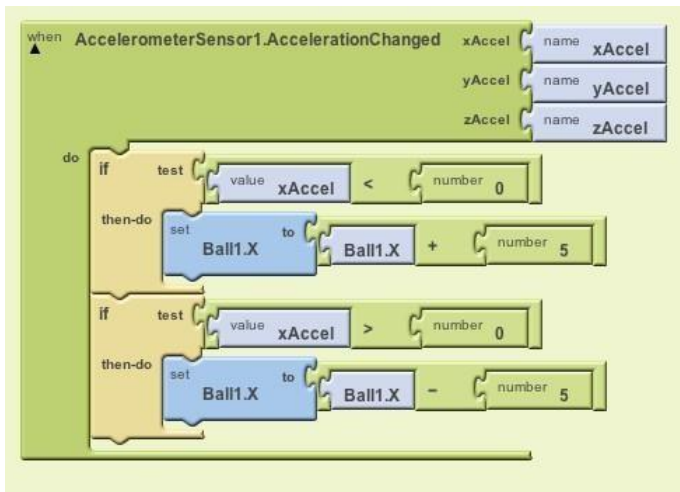 when AccelerometerSensor1.AccelerationChanged xAccel name xAccel
yAccel name yAccel
zAccel name zAccel
do
if test value xAccel < number 0
then-do set Ball1.X to Ball1.X + number 5
if test value xAccel > number 0
then-do set Ball1.X to Ball1.X - number 5